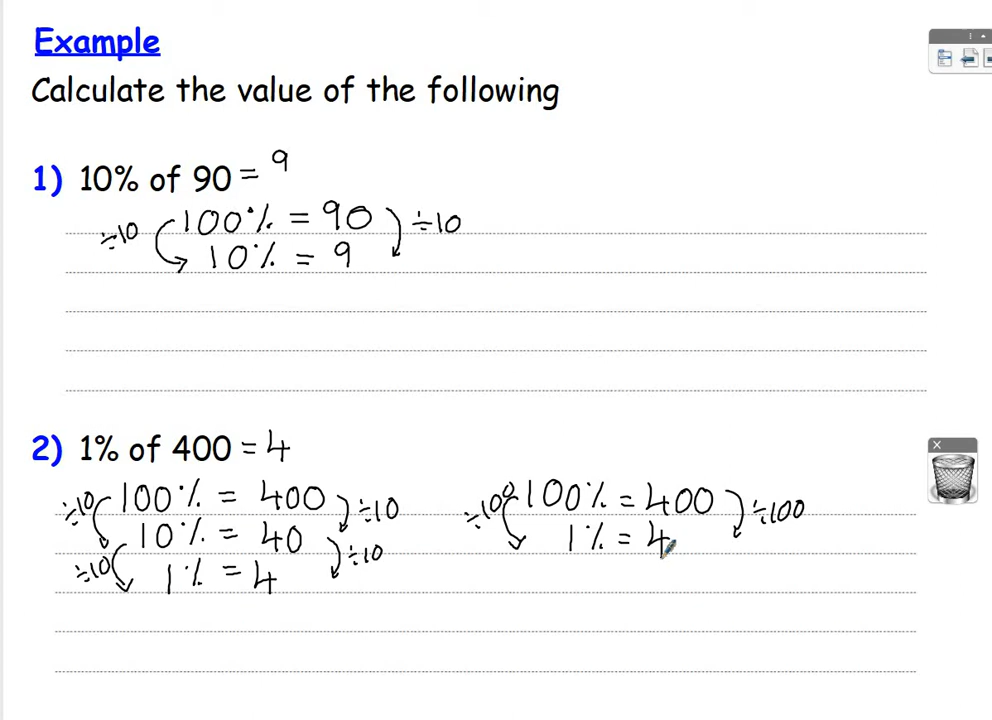 Example
Calculate the value of the following
1) 10% of 90 = 9
÷10 100% = 90 ÷10
10% = 9
2) 1% of 400 = 4
÷10 100% = 400 ÷10
10% = 40
÷10 1% = 4 ÷10
÷100 100% = 400 ÷100
1% = 4